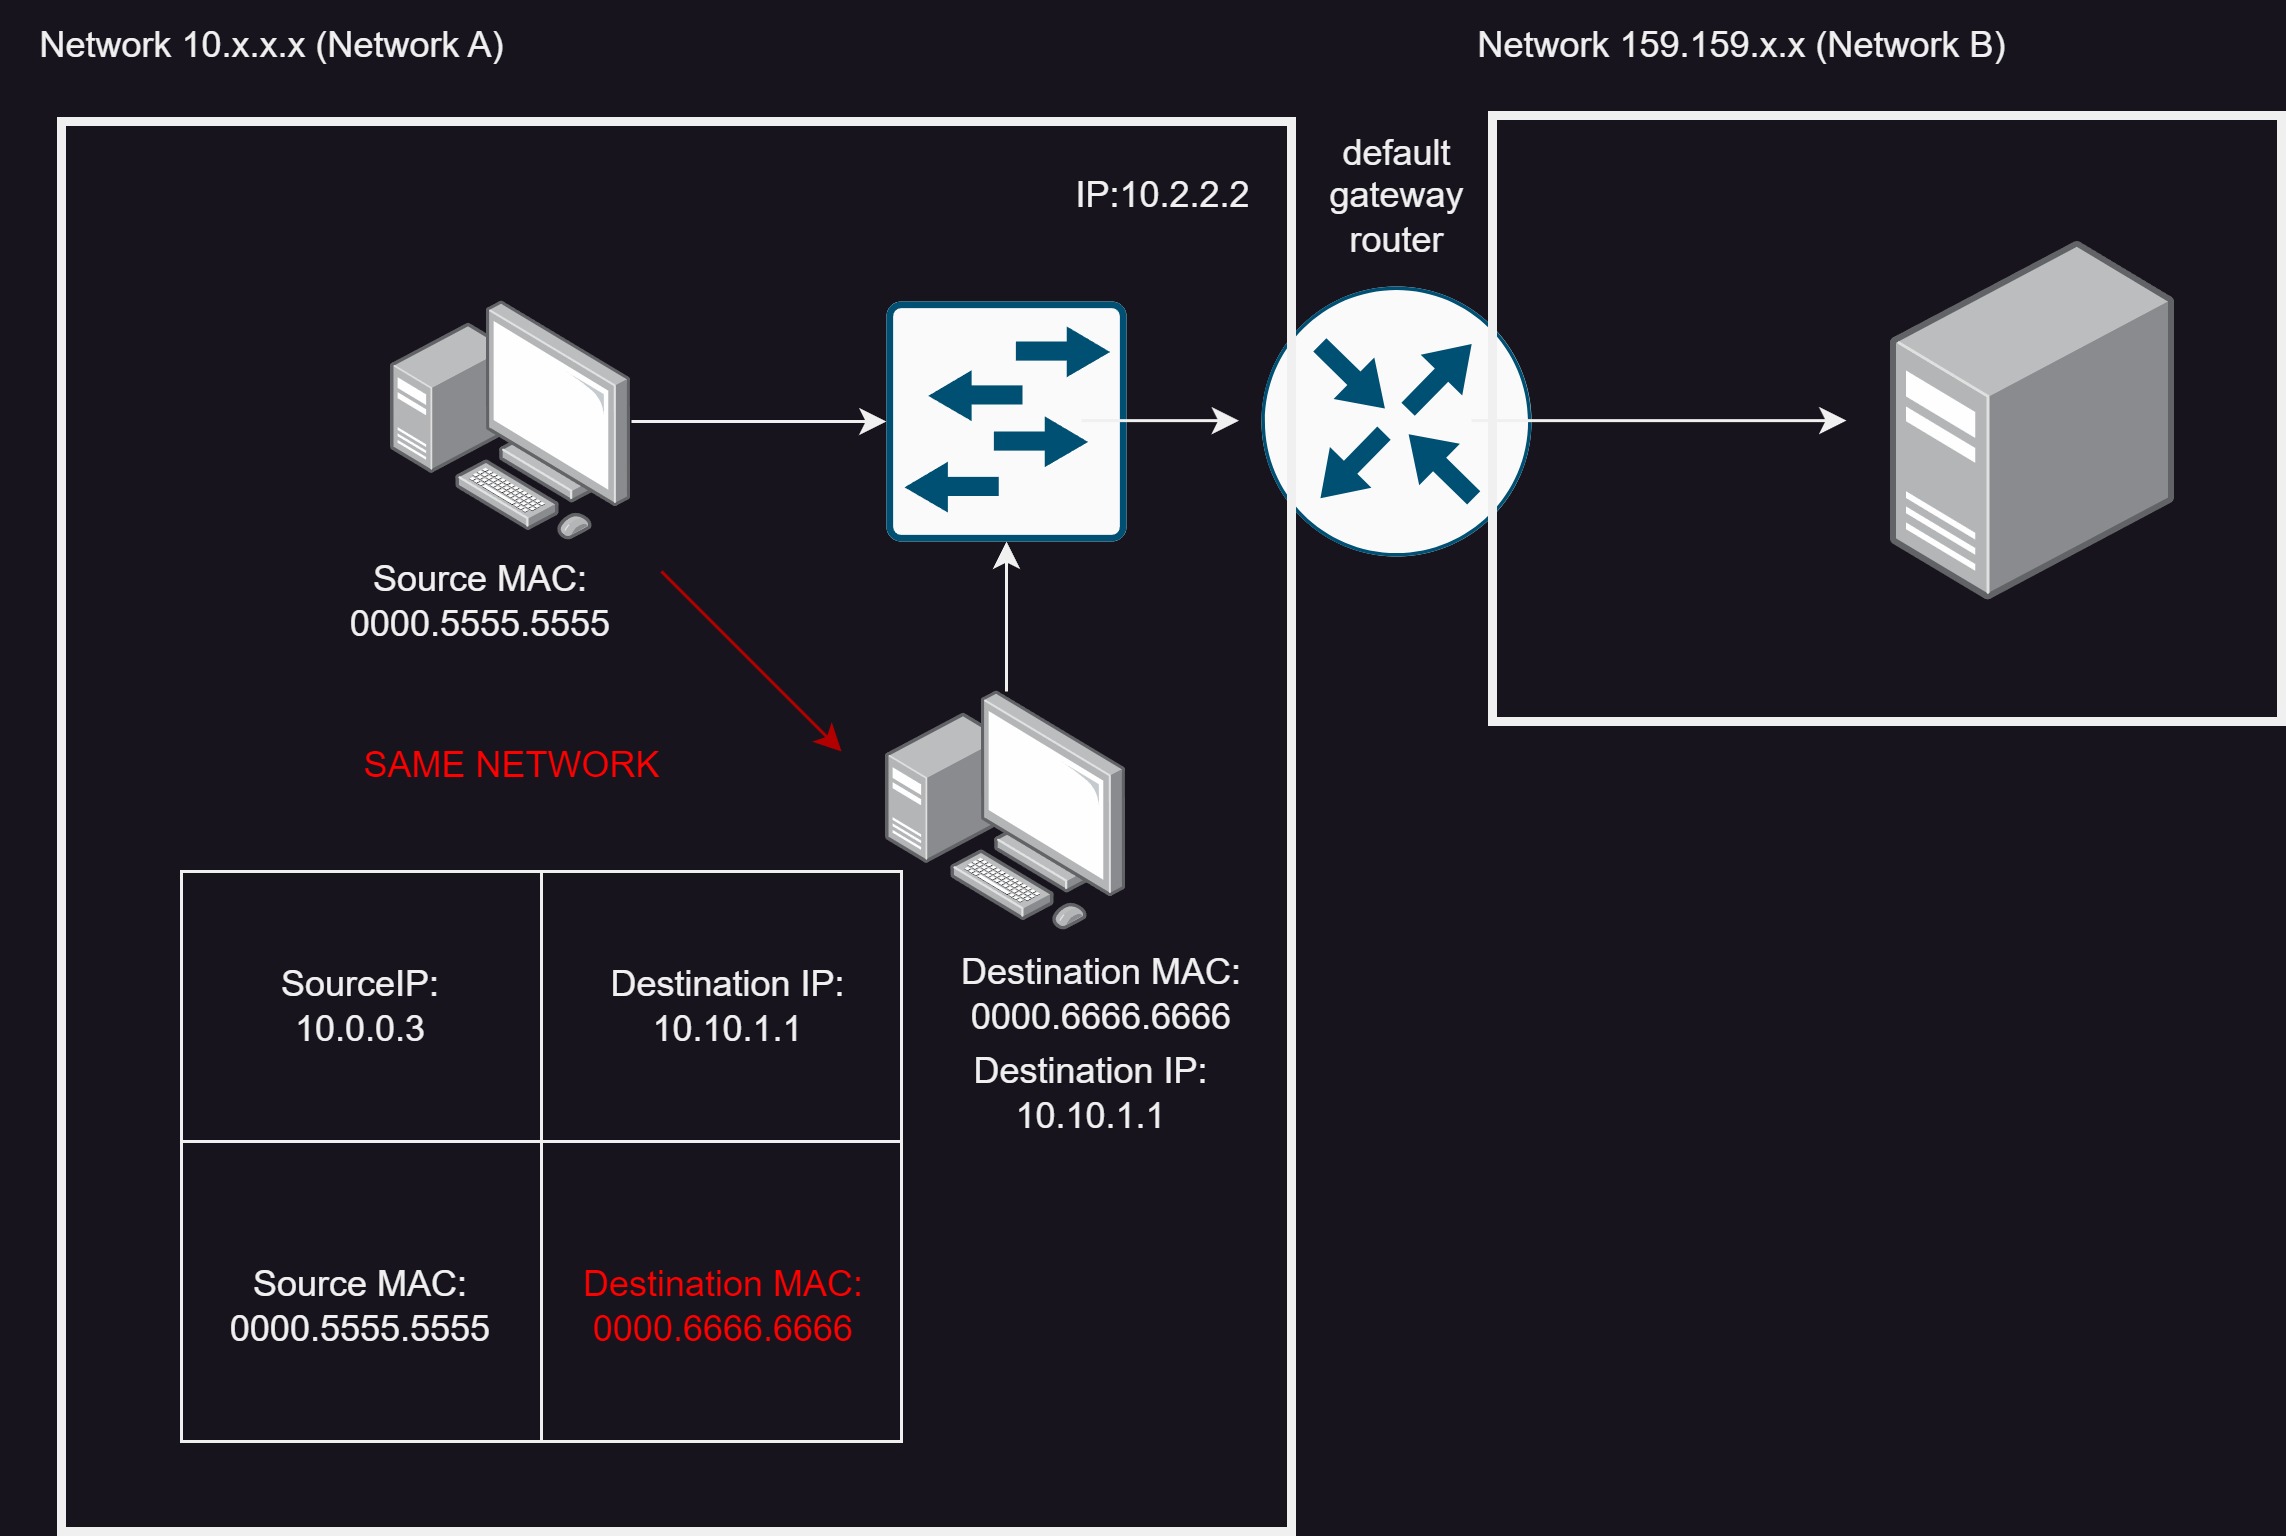 Network 10.x.x.x (Network A)
Network 159.159.x.x (Network B)
IP:10.2.2.2
default
gateway
router
Source MAC:
0000.5555.5555
SAME NETWORK
SourceIP:
10.0.0.3
Destination IP:
10.10.1.1
Source MAC:
0000.5555.5555
Destination MAC:
0000.6666.6666
Destination MAC:
0000.6666.6666
Destination IP:
10.10.1.1